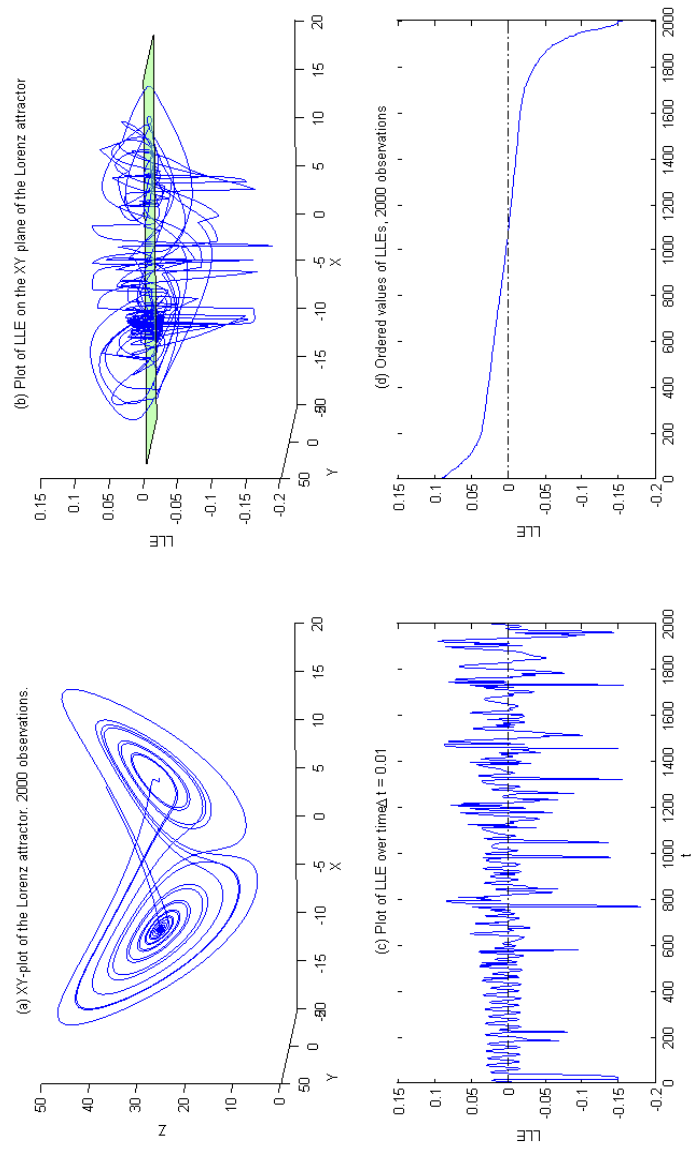 (a) XY-plot of the Lorenz attractor. 2000 observations.
50
40
30
20
10
0
Z
50
0
Y
-15 -10 -5 0 5 10 15 20
X
(b) Plot of LLE on the XY plane of the Lorenz attractor
0.15
0.1
0.05
0
-0.05
-0.1
-0.15
-0.2
LLE
50
0
Y
-15 -10 -5 0 5 10 15 20
X
(c) Plot of LLE over timeΔ t = 0.01
0.15
0.1
0.05
0
-0.05
-0.1
-0.15
-0.2
LLE
0 200 400 600 800 1000 1200 1400 1600 1800 2000
t
(d) Ordered values of LLEs, 2000 observations
0.15
0.1
0.05
0
-0.05
-0.1
-0.15
-0.2
LLE
0 200 400 600 800 1000 1200 1400 1600 1800 2000